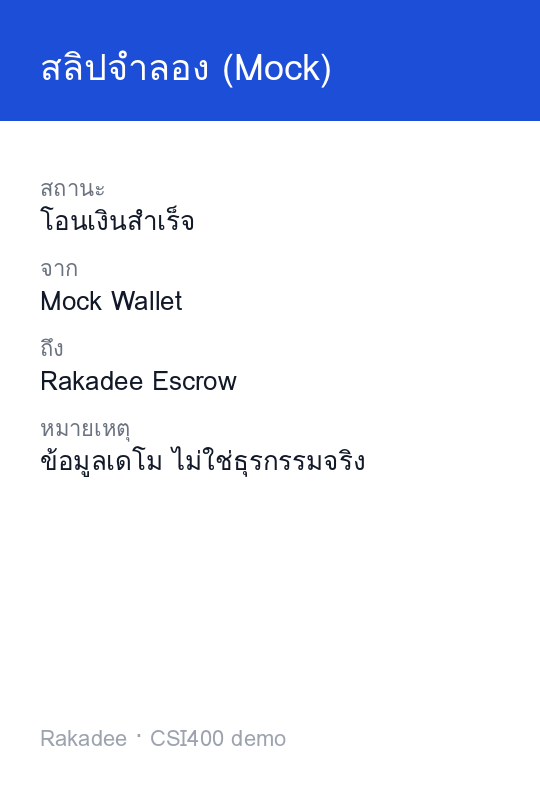 สลิปจำลอง (Mock)
สถานะ
โอนเงินสำเร็จ
จาก
Mock Wallet
ถึง
Rakadee Escrow
หมายเหตุ
ข้อมูลเดโม ไม่ใช่ธุรกรรมจริง
Rakadee · CSI400 demo